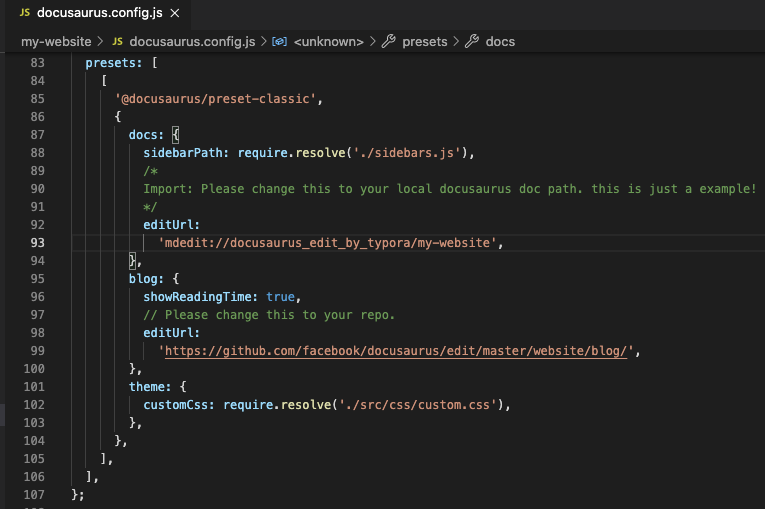 JS docusaurus.config.js ×
my-website > JS docusaurus.config.js > <unknown> > presets > docs
83 presets: [
84 [
85 '@docusaurus/preset-classic',
86 {
87 docs: {
88 sidebarPath: require.resolve('./sidebars.js'),
89 /*
90 Import: Please change this to your local docusaurus doc path. this is just a example!
91 */
92 editUrl:
93 'mdedit://docusaurus_edit_by_typora/my-website',
94 },
95 blog: {
96 showReadingTime: true,
97 // Please change this to your repo.
98 editUrl:
99 'https://github.com/facebook/docusaurus/edit/master/website/blog/',
100 },
101 theme: {
102 customCss: require.resolve('./src/css/custom.css'),
103 },
104 },
105 ],
106 ],
107 };